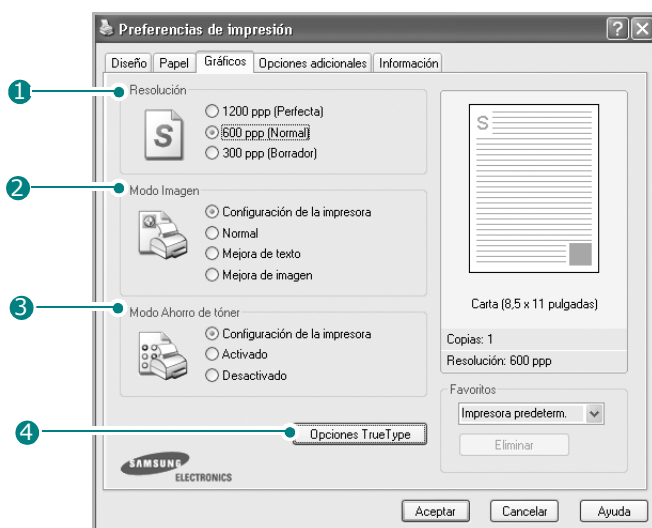 Preferencias de impresión
Diseño Papel Gráficos Opciones adicionales Información
1
Resolución
S
1200 ppp (Perfecta)
600 ppp (Normal)
300 ppp (Borrador)
2
Modo Imagen
Configuración de la impresora
Normal
Mejora de texto
Mejora de imagen
3
Modo Ahorro de tóner
Configuración de la impresora
Activado
Desactivado
4
Opciones TrueType
SAMSUNG
ELECTRONICS
S
Carta (8,5 x 11 pulgadas)
Copias: 1
Resolución: 600 ppp
Favoritos
Impresora predeterm.
Eliminar
Aceptar Cancelar Ayuda